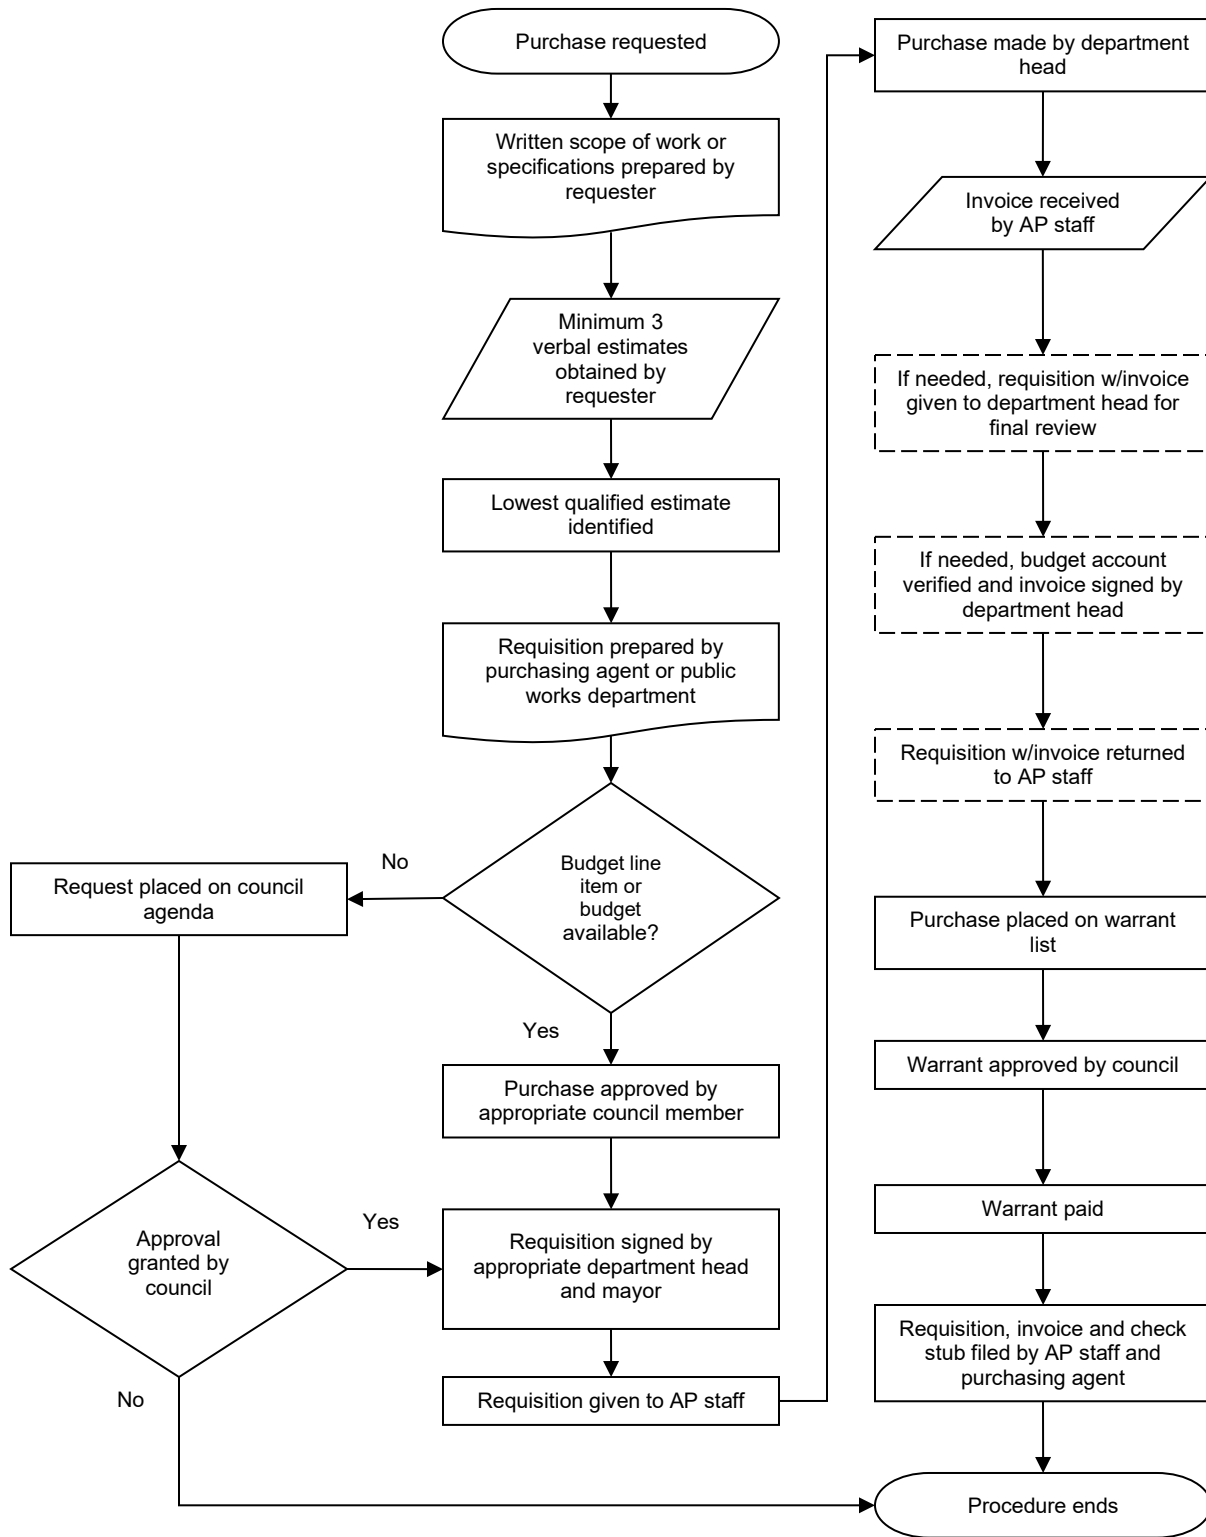 Purchase requested
Written scope of work or
specifications prepared by
requester
Minimum 3
verbal estimates
obtained by
requester
Lowest qualified estimate
identified
Requisition prepared by
purchasing agent or public
works department
Budget line
item or
budget
available?
No
Request placed on council
agenda
Yes
Purchase approved by
appropriate council member
Approval
granted by
council
Yes
Requisition signed by
appropriate department head
and mayor
No
Requisition given to AP staff
Purchase made by department
head
Invoice received
by AP staff
If needed, requisition w/invoice
given to department head for
final review
If needed, budget account
verified and invoice signed by
department head
Requisition w/invoice returned
to AP staff
Purchase placed on warrant
list
Warrant approved by council
Warrant paid
Requisition, invoice and check
stub filed by AP staff and
purchasing agent
Procedure ends